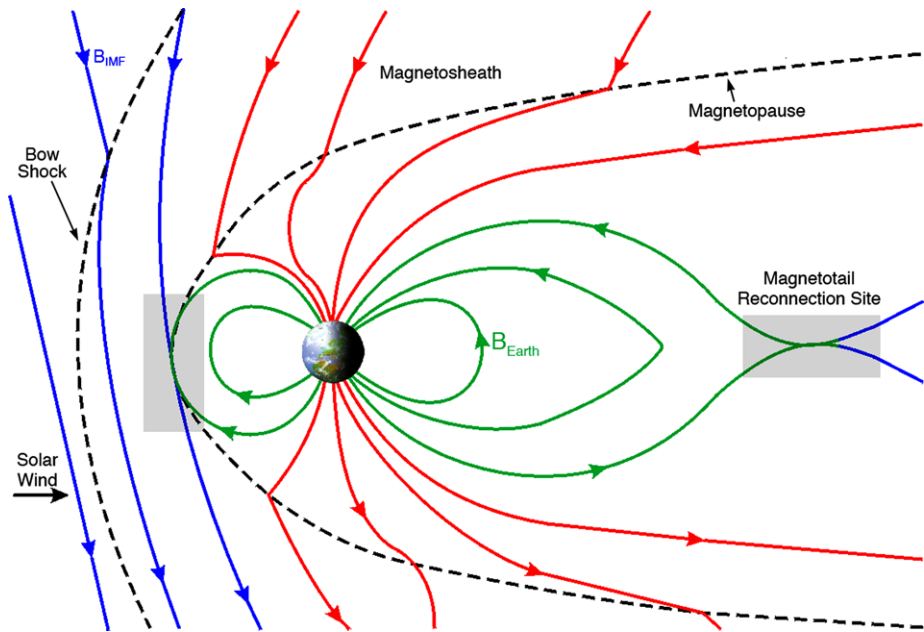 B_IMF
Magnetosheath
Magnetopause
Bow
Shock
Magnetotail
Reconnection Site
B_Earth
Solar
Wind